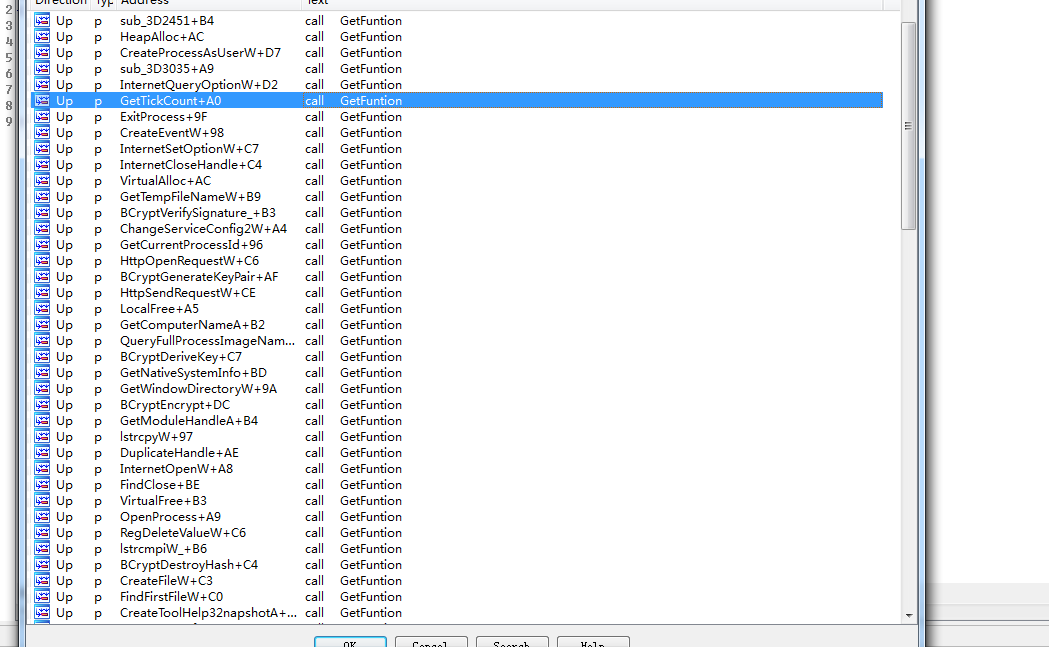 Direction Typ Address Text
2
3
4
5
6
7
8
9
Up p sub_3D2451+B4 call GetFuntion
Up p HeapAlloc+AC call GetFuntion
Up p CreateProcessAsUserW+D7 call GetFuntion
Up p sub_3D3035+A9 call GetFuntion
Up p InternetQueryOptionW+D2 call GetFuntion
Up p GetTickCount+A0 call GetFuntion
Up p ExitProcess+9F call GetFuntion
Up p CreateEventW+98 call GetFuntion
Up p InternetSetOptionW+C7 call GetFuntion
Up p InternetCloseHandle+C4 call GetFuntion
Up p VirtualAlloc+AC call GetFuntion
Up p GetTempFileNameW+B9 call GetFuntion
Up p BCryptVerifySignature_+B3 call GetFuntion
Up p ChangeServiceConfig2W+A4 call GetFuntion
Up p GetCurrentProcessId+96 call GetFuntion
Up p HttpOpenRequestW+C6 call GetFuntion
Up p BCryptGenerateKeyPair+AF call GetFuntion
Up p HttpSendRequestW+CE call GetFuntion
Up p LocalFree+A5 call GetFuntion
Up p GetComputerNameA+B2 call GetFuntion
Up p QueryFullProcessImageNam... call GetFuntion
Up p BCryptDeriveKey+C7 call GetFuntion
Up p GetNativeSystemInfo+BD call GetFuntion
Up p GetWindowDirectoryW+9A call GetFuntion
Up p BCryptEncrypt+DC call GetFuntion
Up p GetModuleHandleA+B4 call GetFuntion
Up p lstrcpyW+97 call GetFuntion
Up p DuplicateHandle+AE call GetFuntion
Up p InternetOpenW+A8 call GetFuntion
Up p FindClose+BE call GetFuntion
Up p VirtualFree+B3 call GetFuntion
Up p OpenProcess+A9 call GetFuntion
Up p RegDeleteValueW+C6 call GetFuntion
Up p lstrcmpiW_+B6 call GetFuntion
Up p BCryptDestroyHash+C4 call GetFuntion
Up p CreateFileW+C3 call GetFuntion
Up p FindFirstFileW+C0 call GetFuntion
Up p CreateToolHelp32napshotA+... call GetFuntion
OK Cancel Search Help